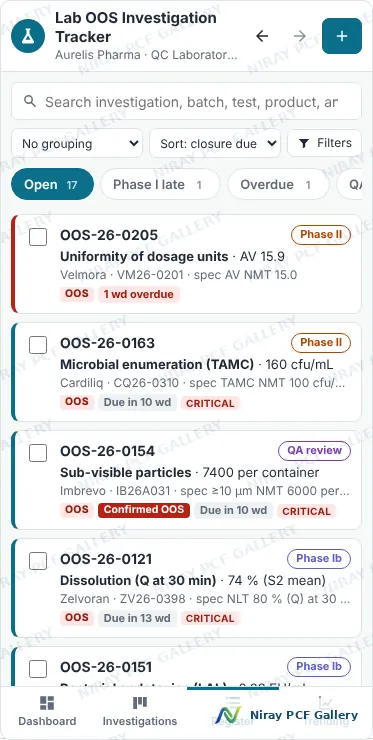 Lab OOS Investigation
Tracker
Aurelis Pharma · QC Laborator...
Search investigation, batch, test, product, ar
No grouping
Sort: closure due
Filters
Open 17
Phase I late 1
Overdue 1
QA
OOS-26-0205
Phase II
Uniformity of dosage units · AV 15.9
Velmora · VM26-0201 · spec AV NMT 15.0
OOS 1 wd overdue
OOS-26-0163
Phase II
Microbial enumeration (TAMC) · 160 cfu/mL
Cardiliq · CQ26-0310 · spec TAMC NMT 100 cfu/...
OOS Due in 10 wd CRITICAL
OOS-26-0154
QA review
Sub-visible particles · 7400 per container
Imbrevo · IB26A031 · spec ≥10 µm NMT 6000 per...
OOS Confirmed OOS Due in 10 wd CRITICAL
OOS-26-0121
Phase Ib
Dissolution (Q at 30 min) · 74 % (S2 mean)
Zelvoran · ZV26-0398 · spec NLT 80 % (Q) at 30 ...
OOS Due in 13 wd CRITICAL
OOS-26-0151
Phase Ib
Dashboard
Investigations
Register
Trending
Niray PCF Gallery
NIRAY PCF GALLERY